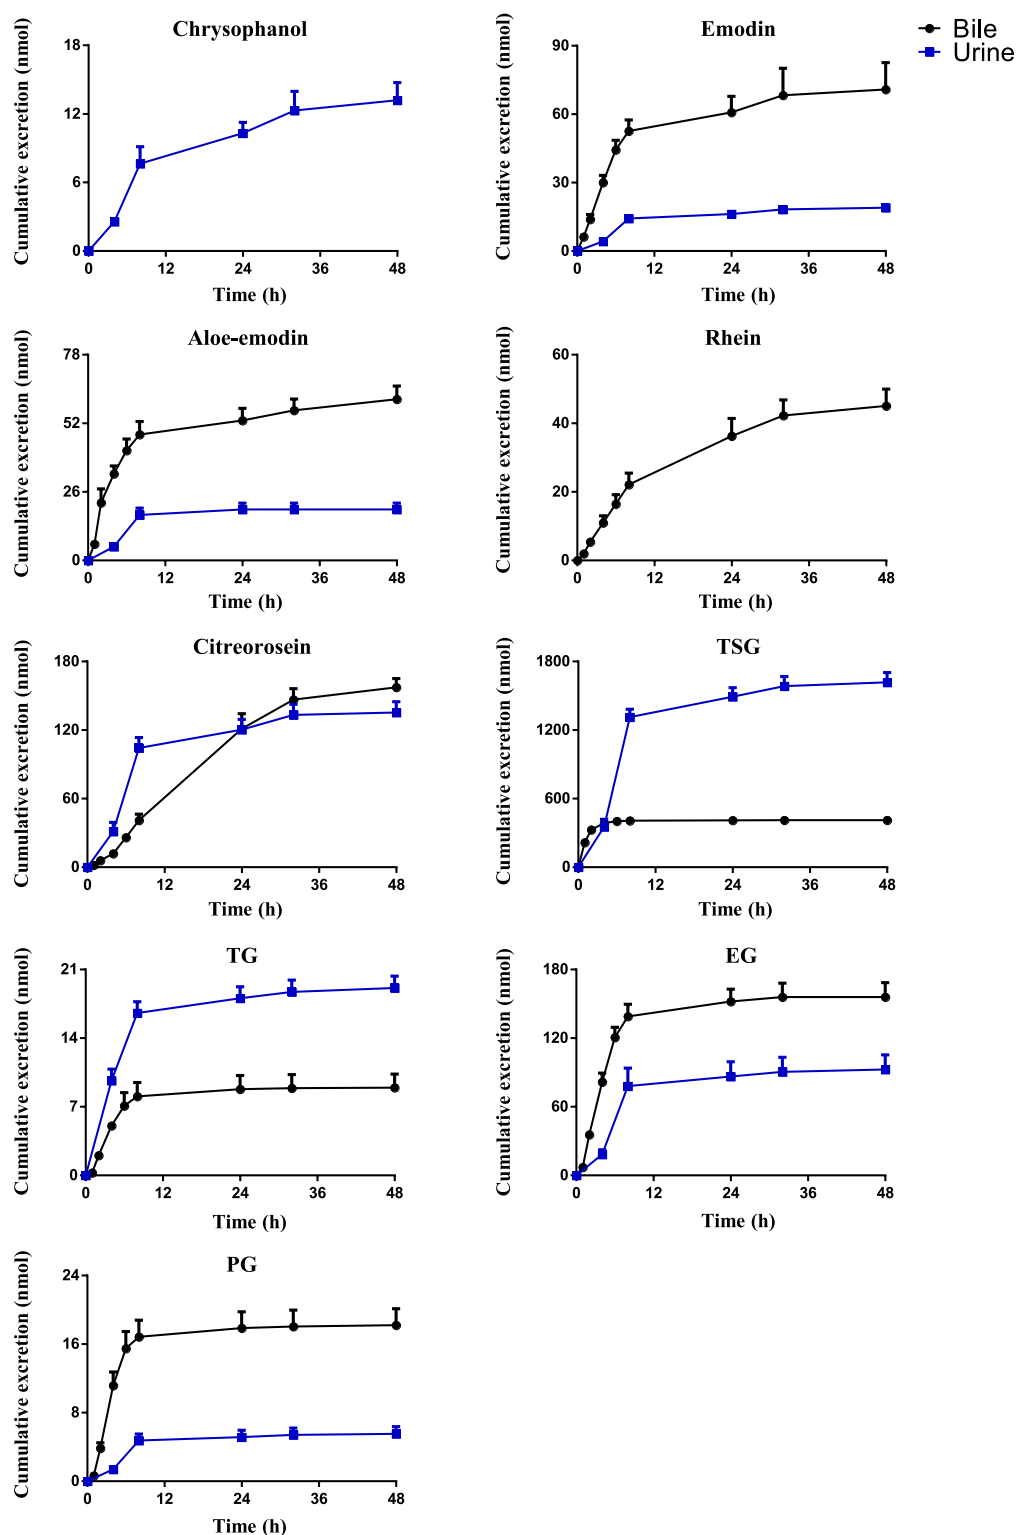 Chrysophanol
Cumulative excretion (nmol)
18
12
6
0
0 12 24 36 48
Time (h)
Emodin
Cumulative excretion (nmol)
90
60
30
0
0 12 24 36 48
Time (h)
Bile
Urine
Aloe-emodin
Cumulative excretion (nmol)
78
52
26
0
0 12 24 36 48
Time (h)
Rhein
Cumulative excretion (nmol)
60
40
20
0
0 12 24 36 48
Time (h)
Citreorosein
Cumulative excretion (nmol)
180
120
60
0
0 12 24 36 48
Time (h)
TSG
Cumulative excretion (nmol)
1800
1200
600
0
0 12 24 36 48
Time (h)
TG
Cumulative excretion (nmol)
21
14
7
0
0 12 24 36 48
Time (h)
EG
Cumulative excretion (nmol)
180
120
60
0
0 12 24 36 48
Time (h)
PG
Cumulative excretion (nmol)
24
16
8
0
0 12 24 36 48
Time (h)